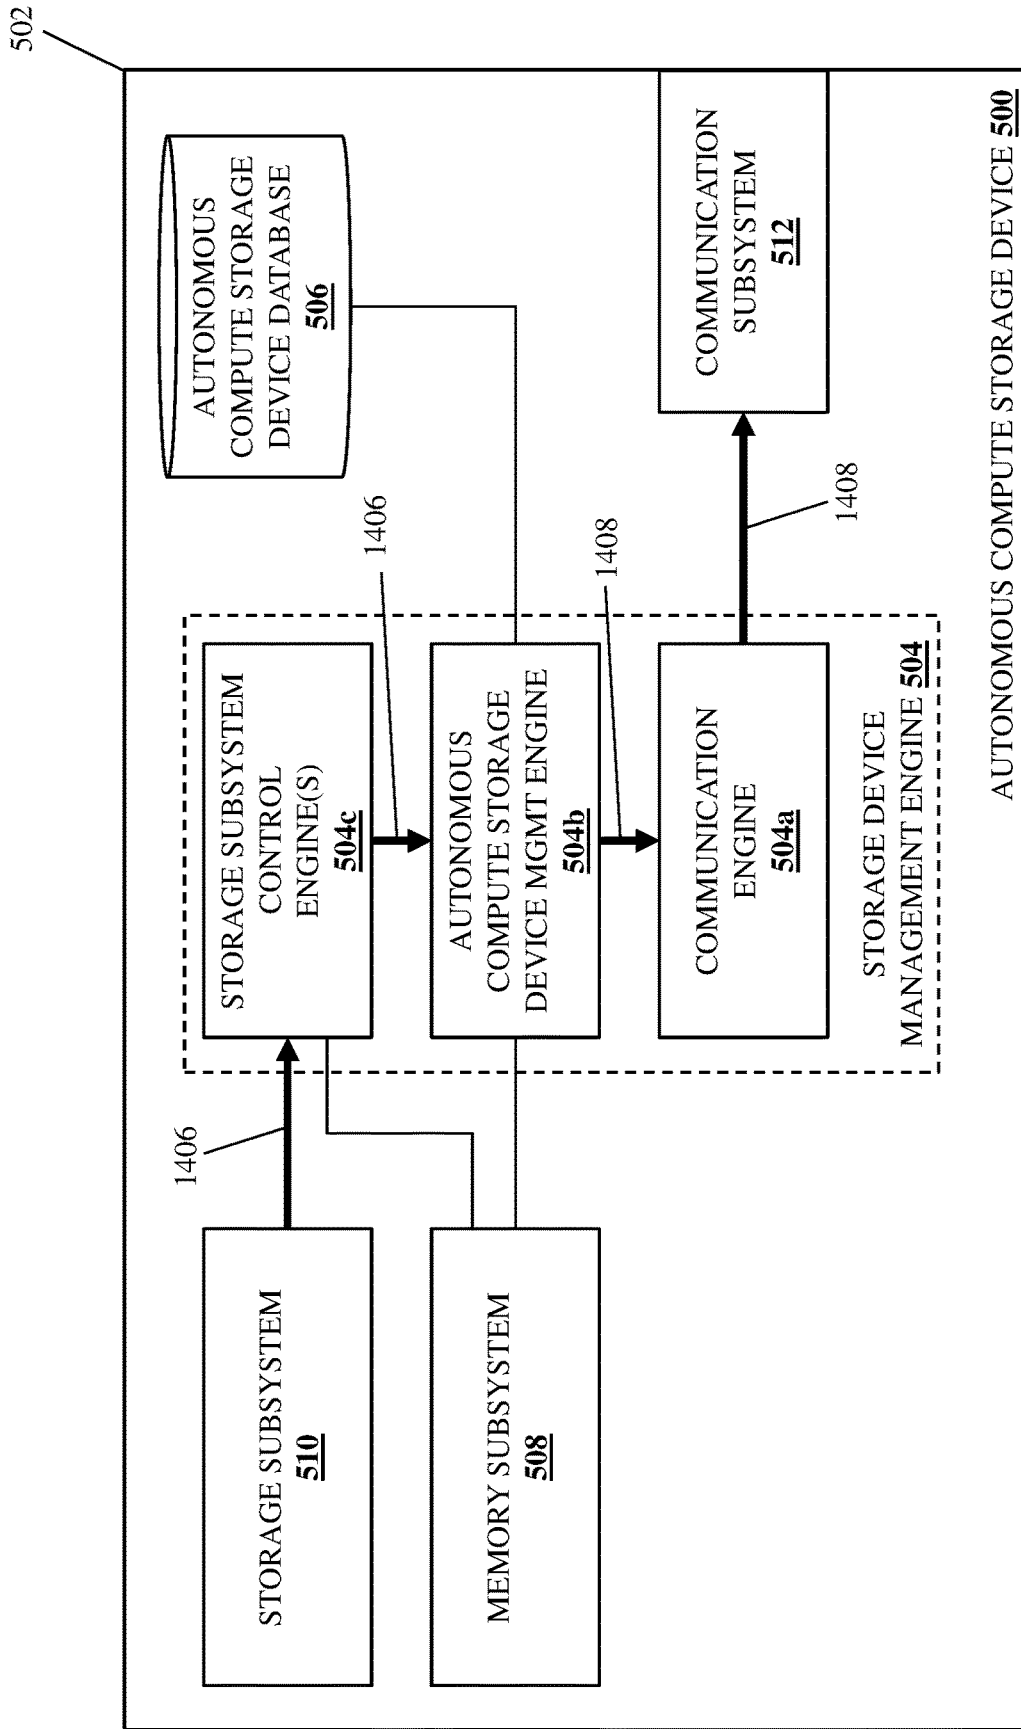 502
STORAGE SUBSYSTEM
510
1406
STORAGE SUBSYSTEM
CONTROL
ENGINE(S)
504c
AUTONOMOUS
COMPUTE STORAGE
DEVICE DATABASE
506
1406
MEMORY SUBSYSTEM
508
AUTONOMOUS
COMPUTE STORAGE
DEVICE MGMT ENGINE
504b
1408
COMMUNICATION
ENGINE
504a
1408
COMMUNICATION
SUBSYSTEM
512
STORAGE DEVICE
MANAGEMENT ENGINE 504
AUTONOMOUS COMPUTE STORAGE DEVICE 500